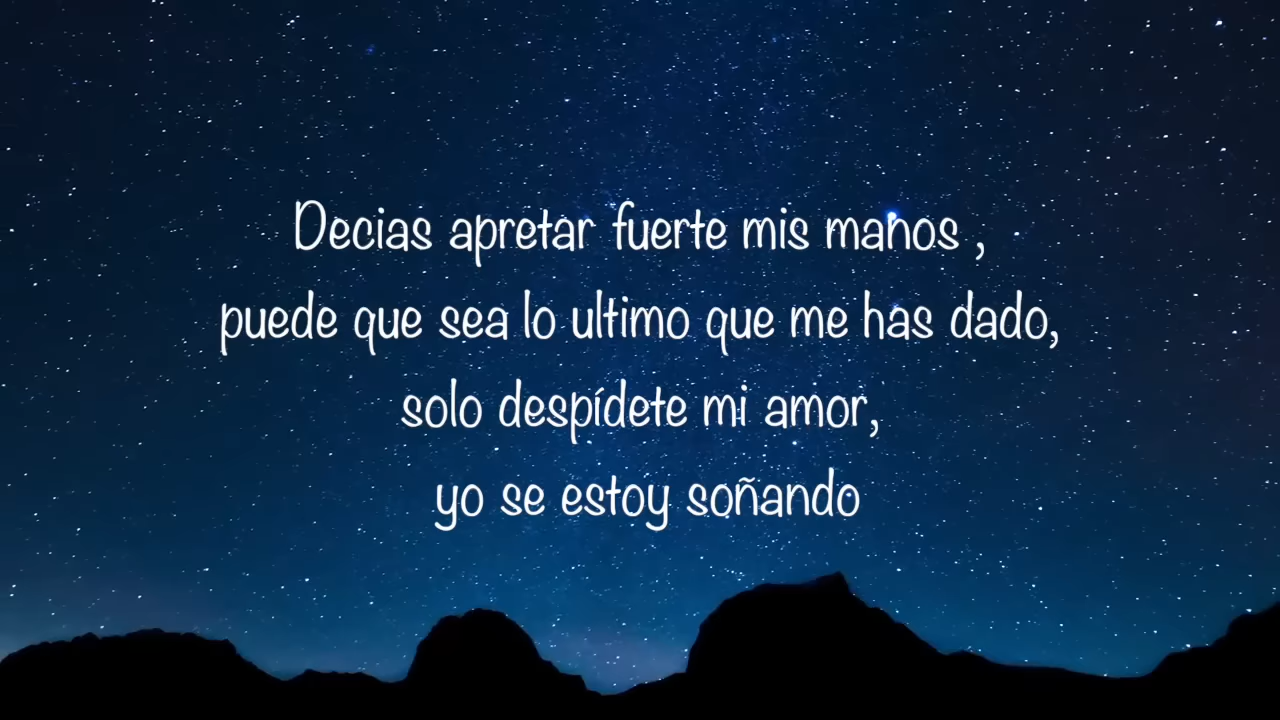 Decias apretar fuerte mis manos ,
puede que sea lo ultimo que me has dado,
solo despídete mi amor,
yo se estoy soñando